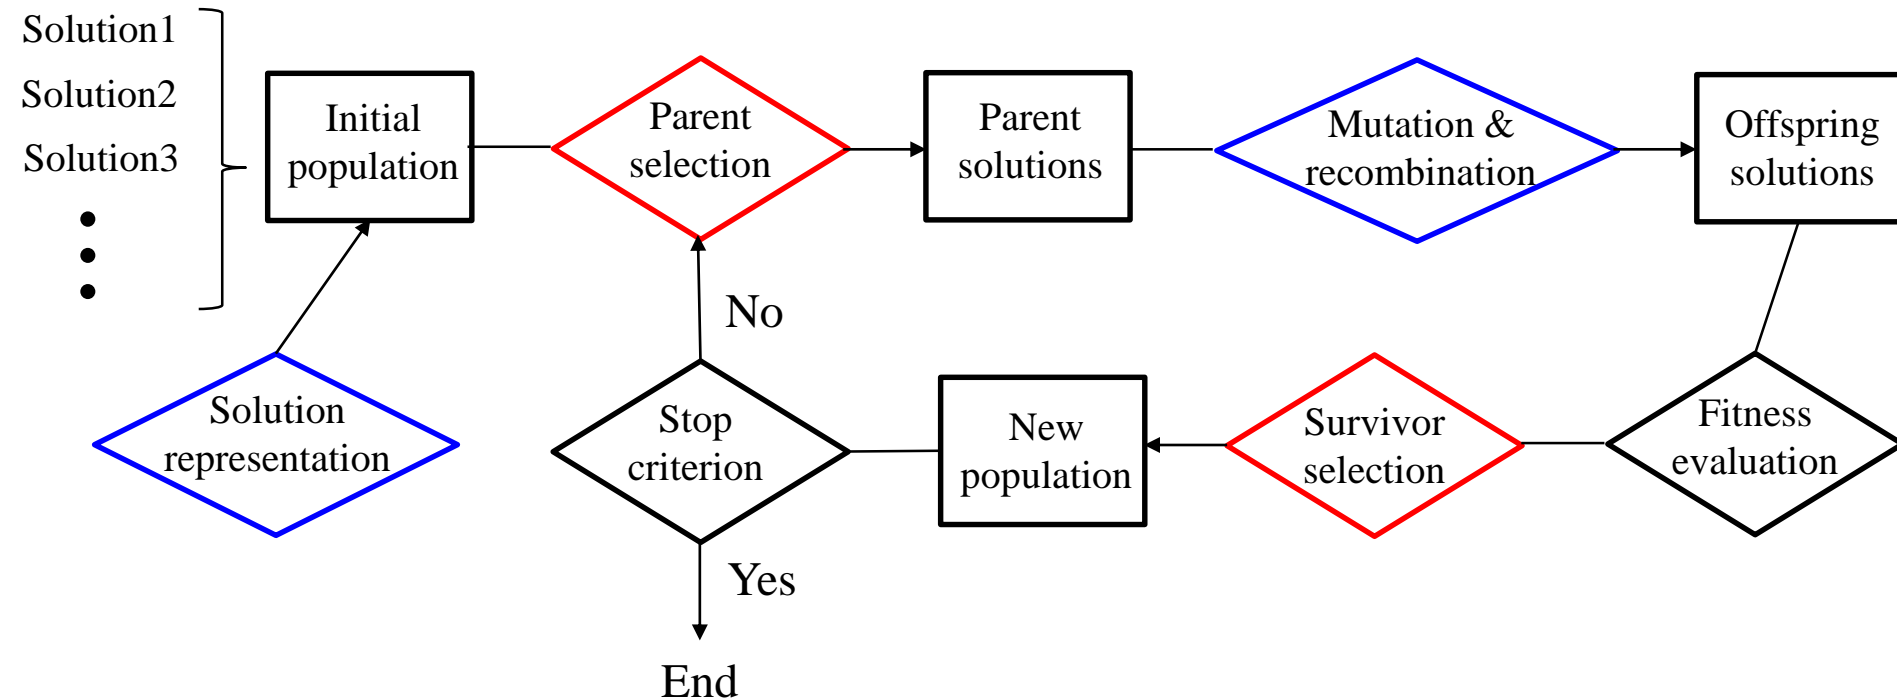 Solution1
Solution2
Solution3
Initial
population
Parent
selection
Parent
solutions
Mutation &
recombination
Offspring
solutions
No
Solution
representation
Stop
criterion
New
population
Survivor
selection
Fitness
evaluation
Yes
End